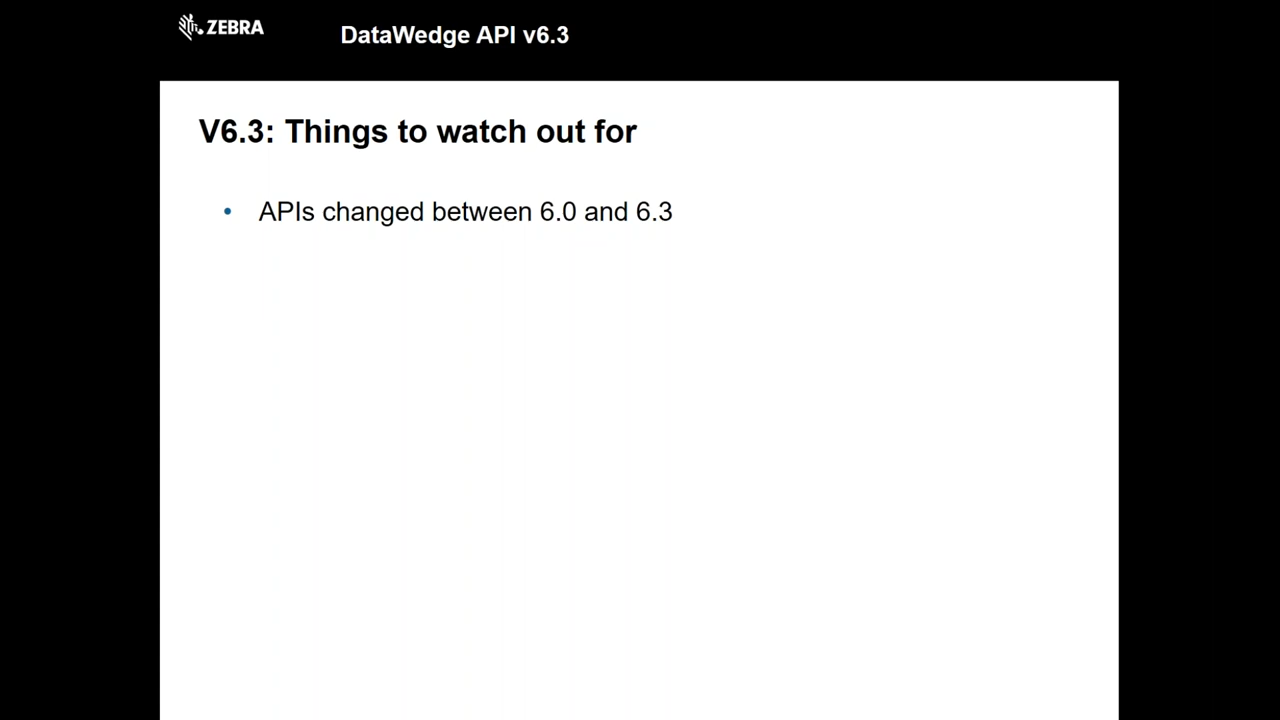 ZEBRA
DataWedge API v6.3
V6.3: Things to watch out for
• APIs changed between 6.0 and 6.3